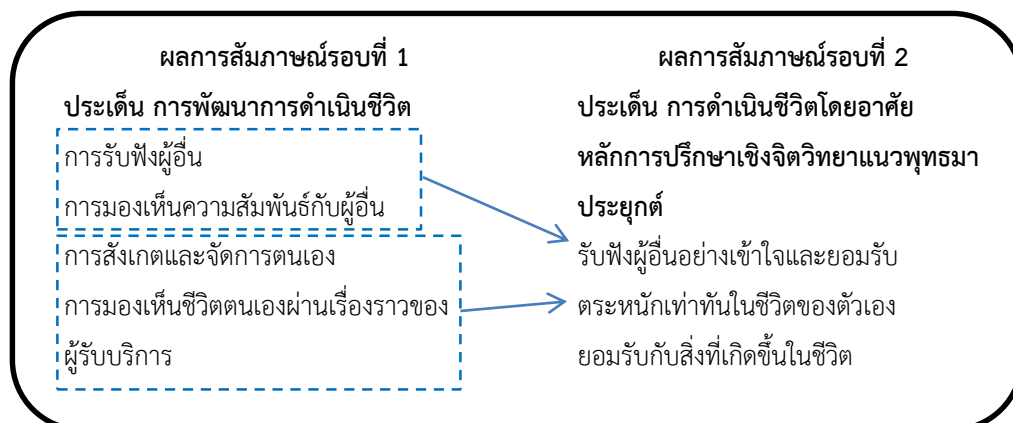 ผลการสัมภาษณ์รอบที่ 1
ประเด็น การพัฒนาการดำเนินชีวิต
การรับฟังผู้อื่น
การมองเห็นความสัมพันธ์กับผู้อื่น
การสังเกตและจัดการตนเอง
การมองเห็นชีวิตตนเองผ่านเรื่องราวของ
ผู้รับบริการ
ผลการสัมภาษณ์รอบที่ 2
ประเด็น การดำเนินชีวิตโดยอาศัย
หลักการปรึกษาเชิงจิตวิทยาแนวพุทธมา
ประยุกต์
รับฟังผู้อื่นอย่างเข้าใจและยอมรับ
ตระหนักเท่าทันในชีวิตของตัวเอง
ยอมรับกับสิ่งที่เกิดขึ้นในชีวิต